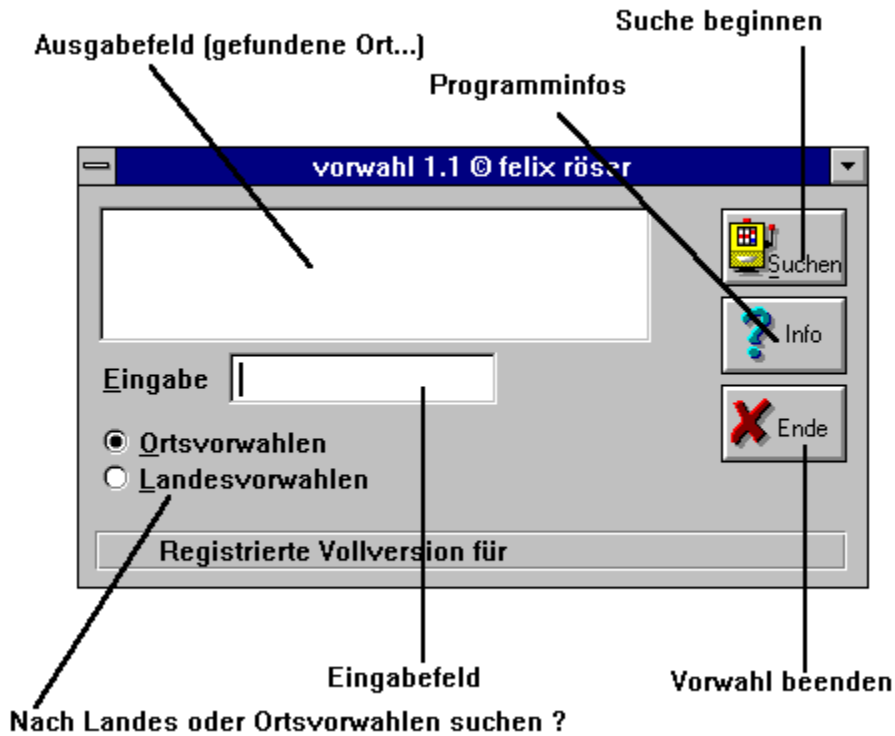 Suche beginnen
Ausgabefeld (gefundene Ort...)
Programminfos
vorwahl 1.1 © felix röser
Suchen
Info
Eingabe
Ende
Ortsvorwahlen
Landesvorwahlen
Registrierte Vollversion für
Eingabefeld
Vorwahl beenden
Nach Landes oder Ortsvorwahlen suchen ?